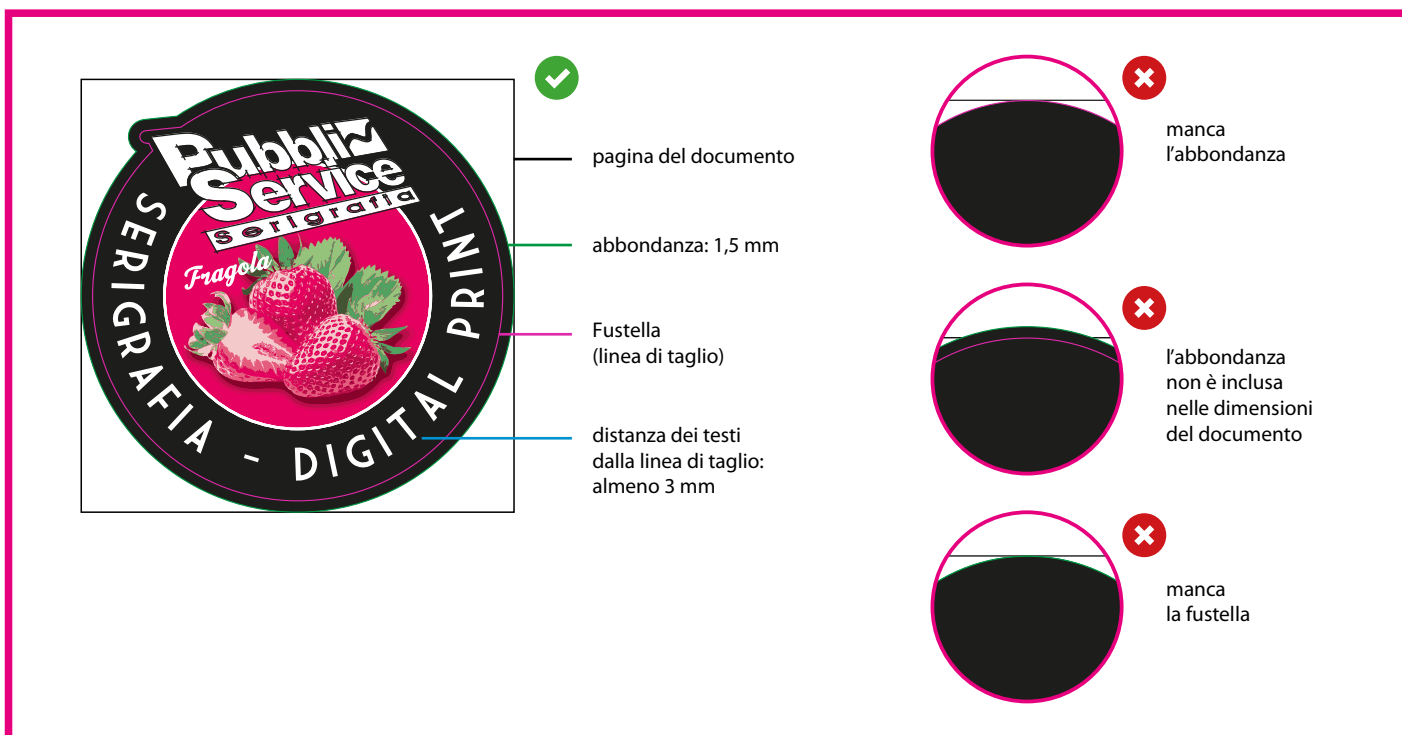 Pubbli
Service
serigrafia
Fragola
SERIGRAFIA - DIGITAL PRINT
pagina del documento
abbondanza: 1,5 mm
Fustella
(linea di taglio)
distanza dei testi
dalla linea di taglio:
almeno 3 mm
manca
l’abbondanza
l’abbondanza
non è inclusa
nelle dimensioni
del documento
manca
la fustella